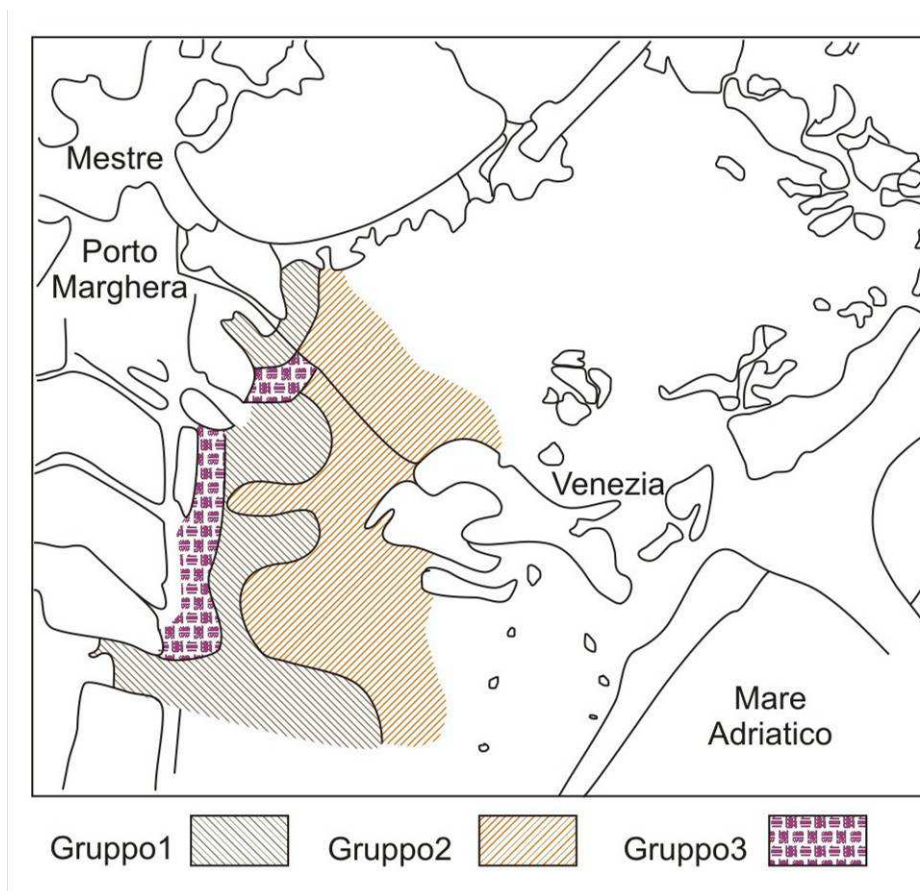 Mestre
Porto
Marghera
Venezia
Mare
Adriatico
Gruppo1
Gruppo2
Gruppo3